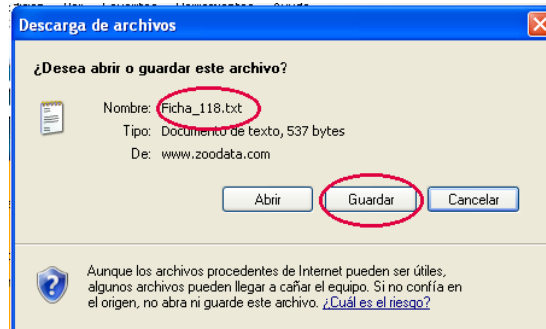 Descarga de archivos
¿Desea abrir o guardar este archivo?
Nombre: Ficha_118.txt
Tipo: Documento de texto, 537 bytes
De: www.zoodata.com
Abrir Guardar Cancelar
Aunque los archivos procedentes de Internet pueden ser útiles,
algunos archivos pueden llegar a cañar el equipo. Si no confía en
el origen, no abra ni guarde este archivo. ¿Cuál es el riesgo?